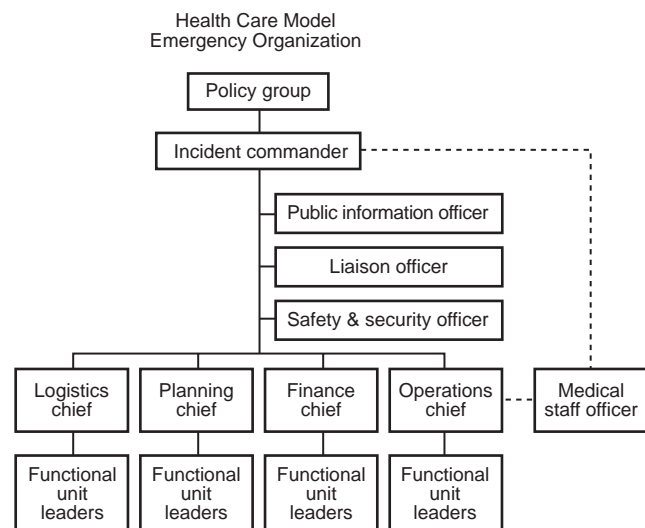 Health Care Model
Emergency Organization
Policy group
Incident commander
Public information officer
Liaison officer
Safety & security officer
Logistics
chief
Planning
chief
Finance
chief
Operations
chief
Medical
staff officer
Functional
unit
leaders
Functional
unit
leaders
Functional
unit
leaders
Functional
unit
leaders